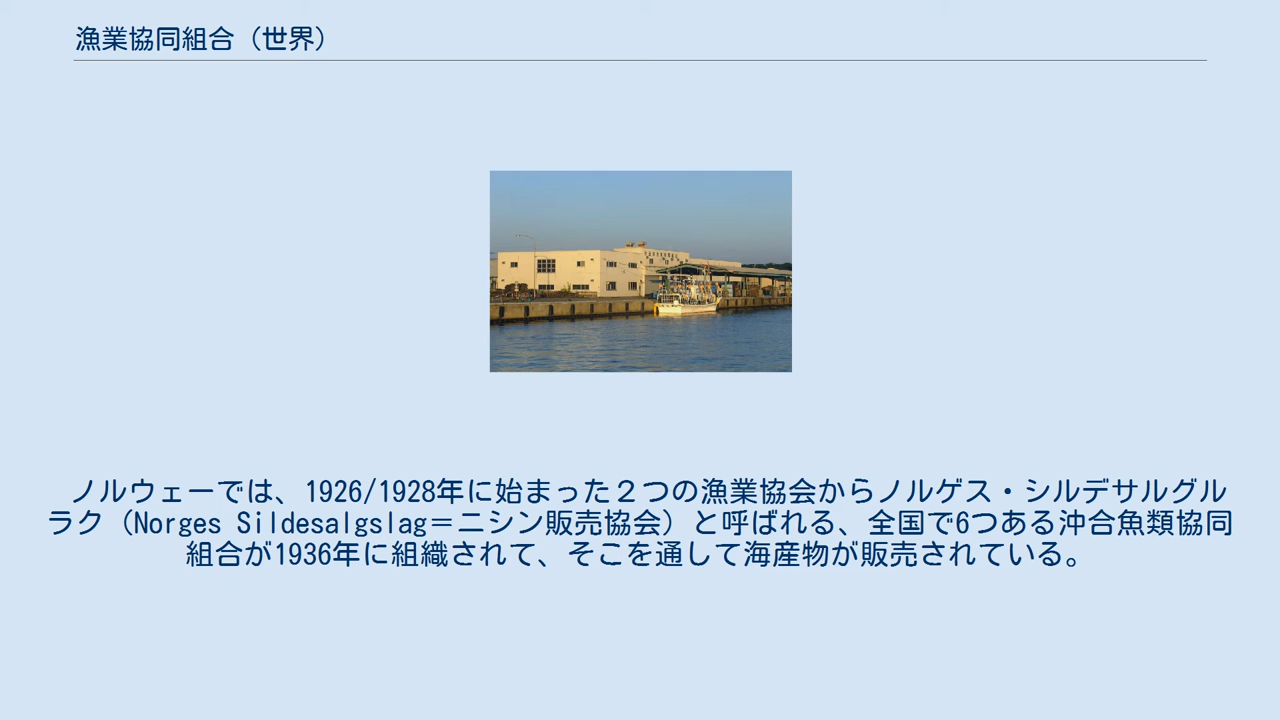 漁業協同組合（世界）
ノルウェーでは、1926/1928年に始まった２つの漁業協会からノルゲス・シルデサルグル
ラク（Norges Sildesalgslag＝ニシン販売協会）と呼ばれる、全国で6つある沖合魚類協同
組合が1936年に組織されて、そこを通して海産物が販売されている。